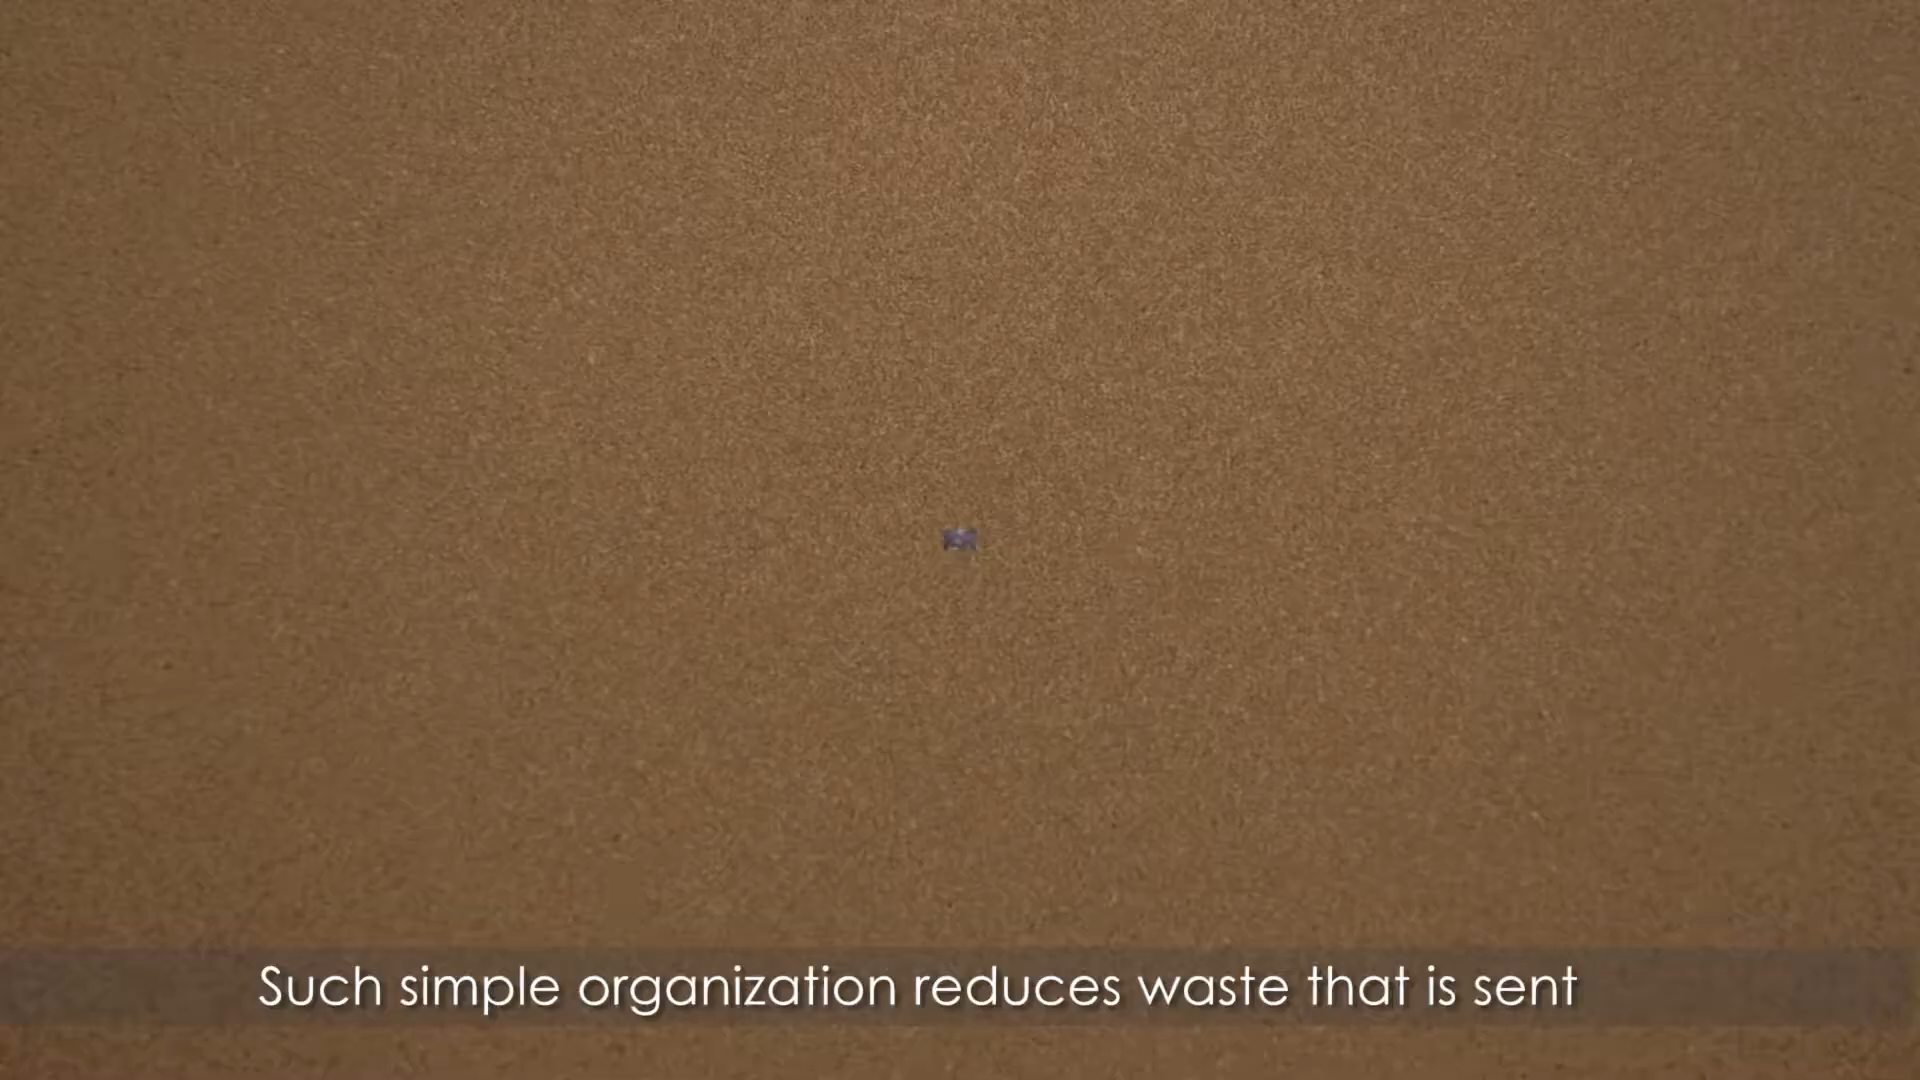 Such simple organization reduces waste that is sent